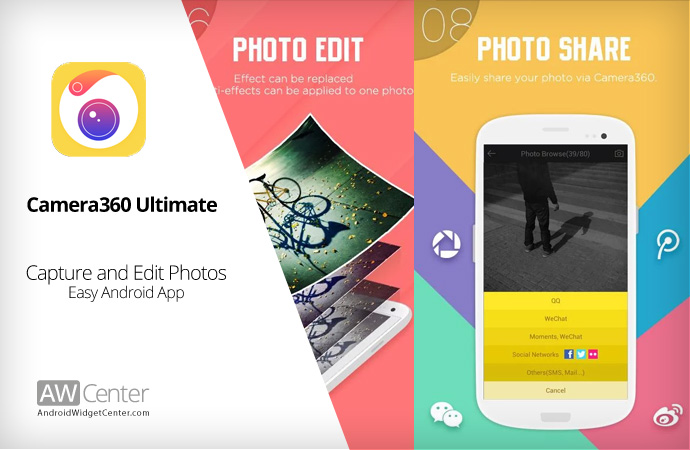 Camera360 Ultimate
Capture and Edit Photos
Easy Android App
AW Center
AndroidWidgetCenter.com
PHOTO EDIT
Effect can be replaced
ti-effects can be applied to one photo
08
PHOTO SHARE
Easily share your photo via Camera360.
Photo Browse(39/80)
QQ
WeChat
Moments, WeChat
Social Networks
Others(SMS, Mail...)
Cancel